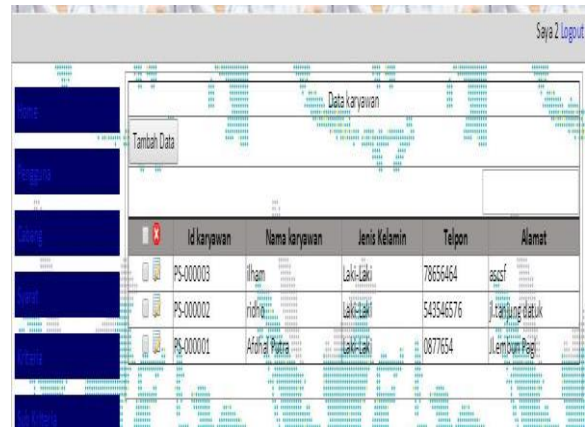 Saya 2 Logout
Home
Pengguna
Cabang
Syarat
Kriteria
Sub Kriteria
Data karyawan
Tambah Data
Id karyawan Nama karyawan Jenis Kelamin Telpon Alamat
PS-000003 ilham Laki-Laki 78656464
PS-000002 ridho Laki-Laki 543546576 jl.tanjung datuk
PS-000001 Afdhal Putra Laki-Laki 0877654 Jl.embun Pagi